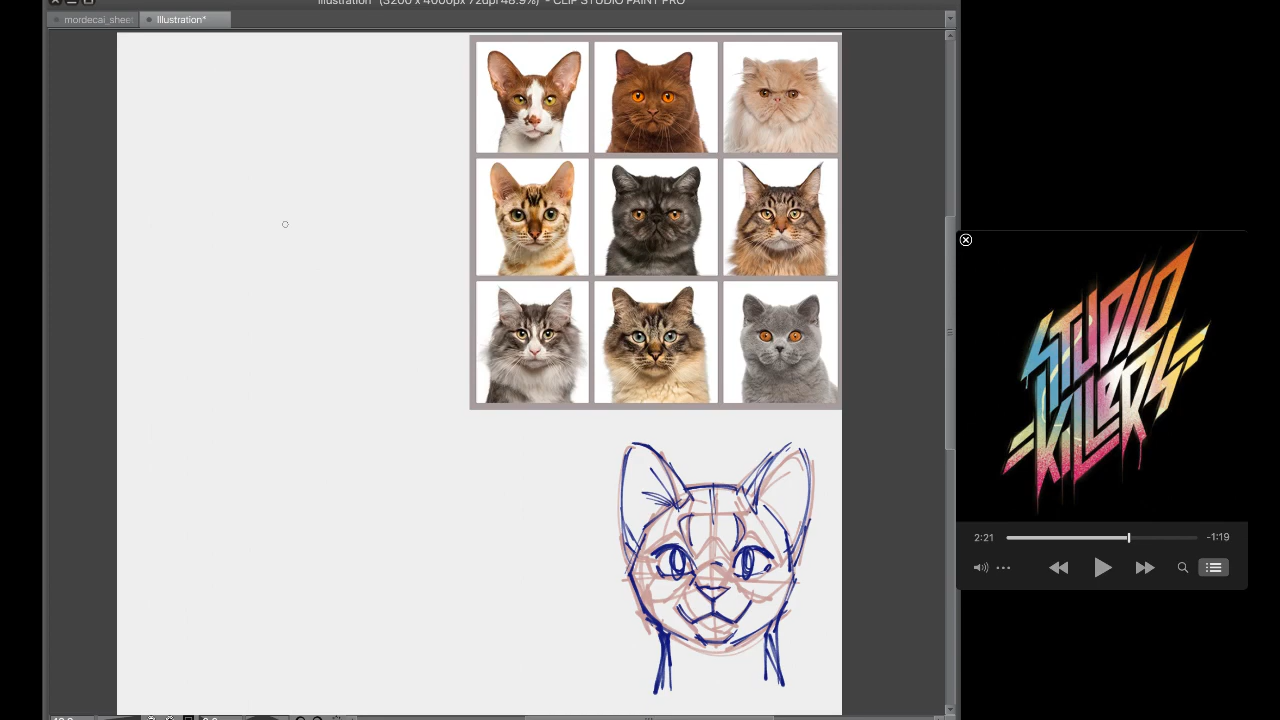 Illustration* (3200 x 4000px 72dpi 48.9%) - CLIP STUDIO PAINT PRO
mordecai_sheet
Illustration*
STUDIO
KILLERS
2:21
-1:19